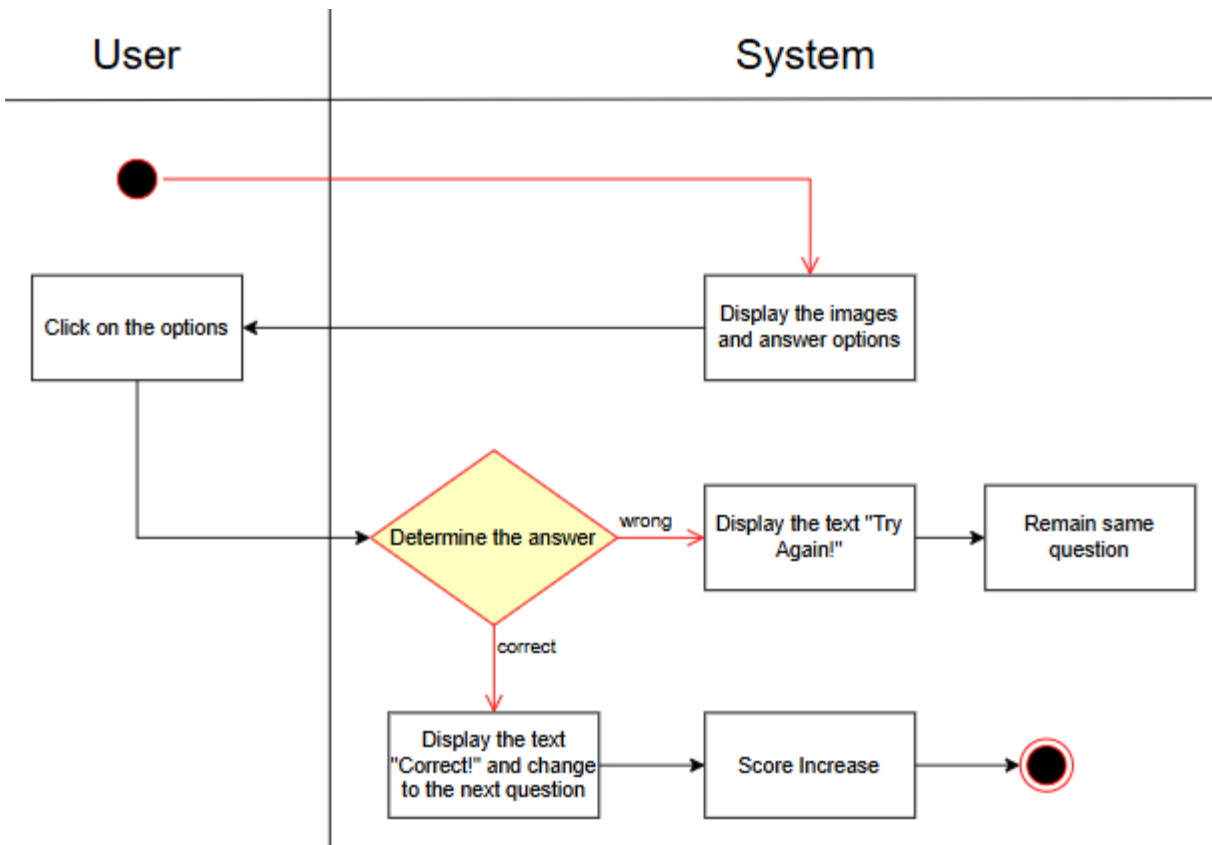 User
System
Click on the options
Display the images
and answer options
Determine the answer
wrong
Display the text "Try
Again!"
Remain same
question
correct
Display the text
"Correct!" and change
to the next question
Score Increase